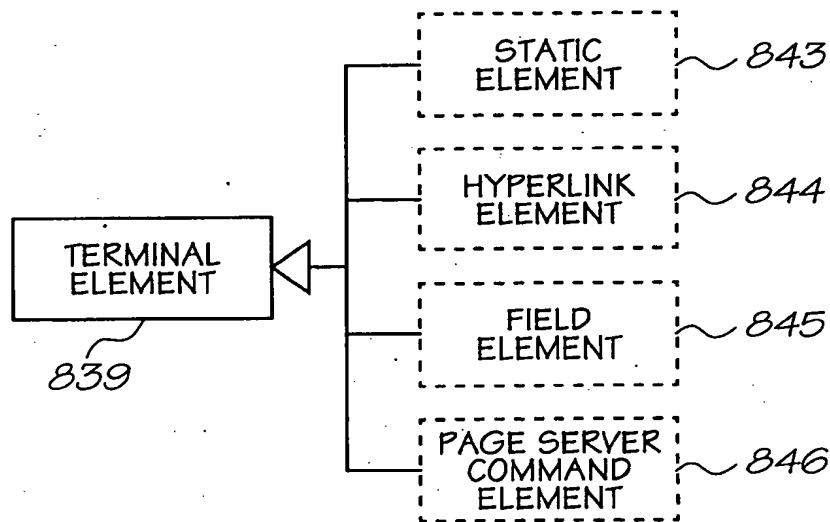 STATIC
ELEMENT
843
HYPERLINK
ELEMENT
844
TERMINAL
ELEMENT
839
FIELD
ELEMENT
845
PAGE SERVER
COMMAND
ELEMENT
846